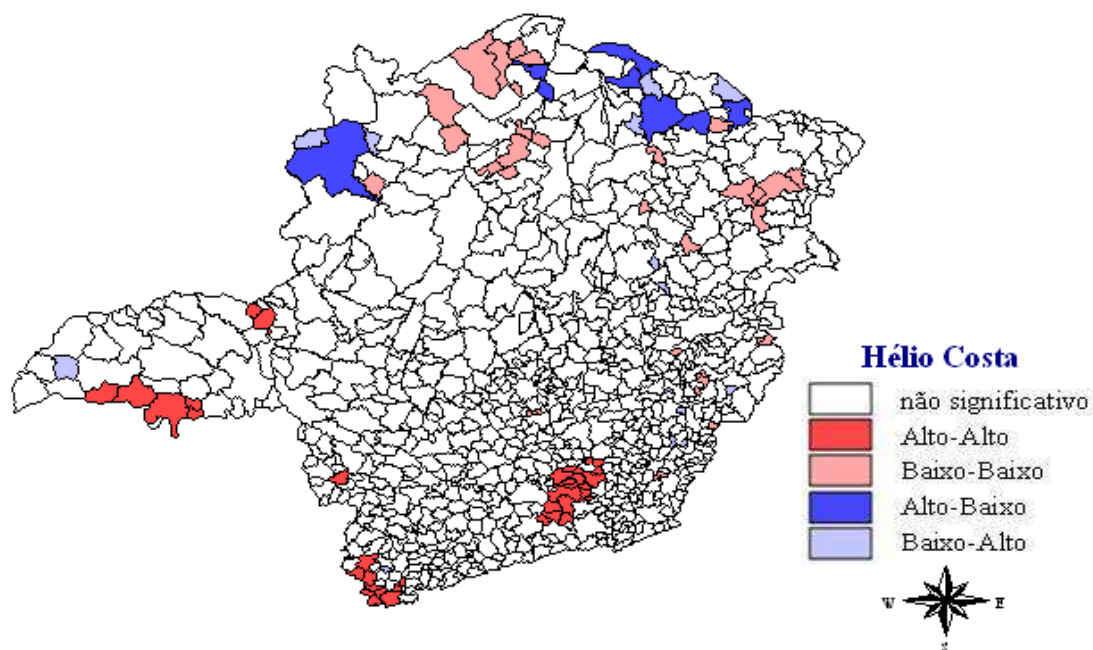 Hélio Costa
não significativo
Alto-Alto
Baixo-Baixo
Alto-Baixo
Baixo-Alto
W E
S